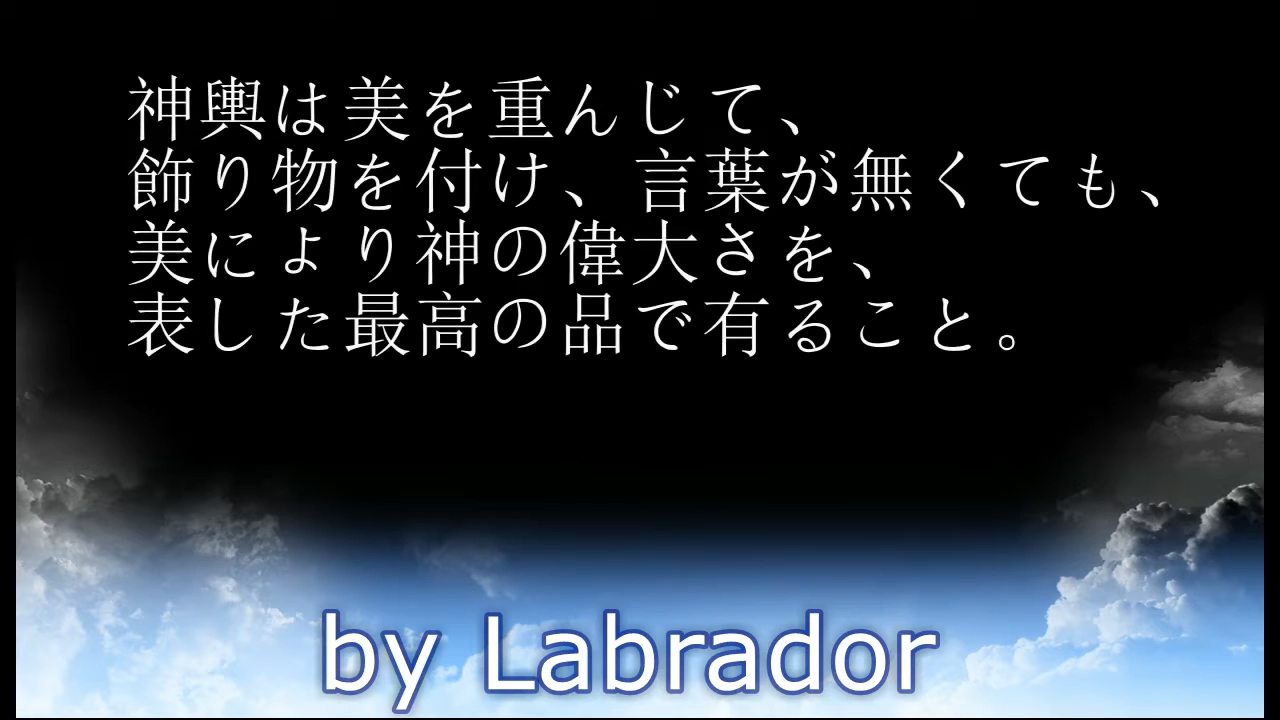 神輿は美を重んじて、
飾り物を付け、言葉が無くても、
美により神の偉大さを、
表した最高の品で有ること。
by Labrador